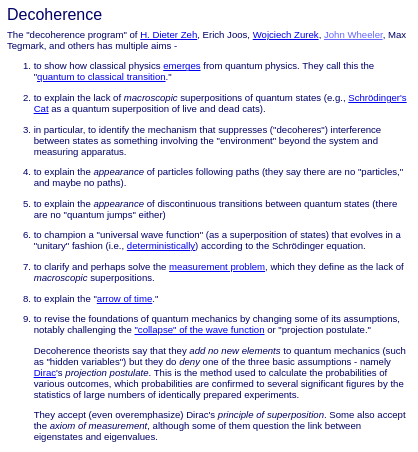 Decoherence
The "decoherence program" of H. Dieter Zeh, Erich Joos, Wojciech Zurek, John Wheeler, Max
Tegmark, and others has multiple aims -
1. to show how classical physics emerges from quantum physics. They call this the
"quantum to classical transition."
2. to explain the lack of macroscopic superpositions of quantum states (e.g., Schrödinger's
Cat as a quantum superposition of live and dead cats).
3. in particular, to identify the mechanism that suppresses ("decoheres") interference
between states as something involving the "environment" beyond the system and
measuring apparatus.
4. to explain the appearance of particles following paths (they say there are no "particles,"
and maybe no paths).
5. to explain the appearance of discontinuous transitions between quantum states (there
are no "quantum jumps" either)
6. to champion a "universal wave function" (as a superposition of states) that evolves in a
"unitary" fashion (i.e., deterministically) according to the Schrödinger equation.
7. to clarify and perhaps solve the measurement problem, which they define as the lack of
macroscopic superpositions.
8. to explain the "arrow of time."
9. to revise the foundations of quantum mechanics by changing some of its assumptions,
notably challenging the "collapse" of the wave function or "projection postulate."
Decoherence theorists say that they add no new elements to quantum mechanics (such
as "hidden variables") but they do deny one of the three basic assumptions - namely
Dirac's projection postulate. This is the method used to calculate the probabilities of
various outcomes, which probabilities are confirmed to several significant figures by the
statistics of large numbers of identically prepared experiments.
They accept (even overemphasize) Dirac's principle of superposition. Some also accept
the axiom of measurement, although some of them question the link between
eigenstates and eigenvalues.